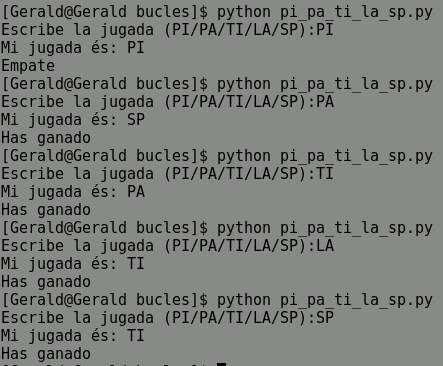 [Gerald@Gerald bucles]$ python pi_pa_ti_la_sp.py
Escribe la jugada (PI/PA/TI/LA/SP):PI
Mi jugada és: PI
Empate
[Gerald@Gerald bucles]$ python pi_pa_ti_la_sp.py
Escribe la jugada (PI/PA/TI/LA/SP):PA
Mi jugada és: SP
Has ganado
[Gerald@Gerald bucles]$ python pi_pa_ti_la_sp.py
Escribe la jugada (PI/PA/TI/LA/SP):TI
Mi jugada és: PA
Has ganado
[Gerald@Gerald bucles]$ python pi_pa_ti_la_sp.py
Escribe la jugada (PI/PA/TI/LA/SP):LA
Mi jugada és: TI
Has ganado
[Gerald@Gerald bucles]$ python pi_pa_ti_la_sp.py
Escribe la jugada (PI/PA/TI/LA/SP):SP
Mi jugada és: TI
Has ganado